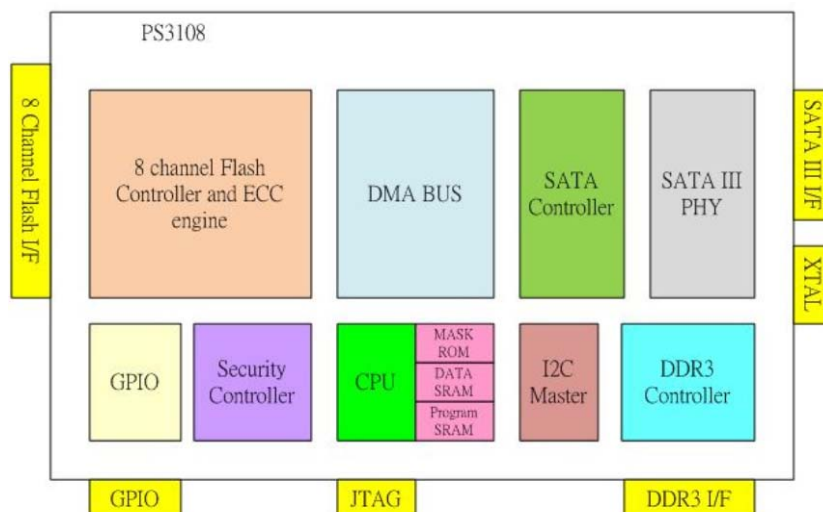 PS3108
8 Channel Flash I/F
8 channel Flash
Controller and ECC
engine
DMA BUS
SATA
Controller
SATA III
PHY
SATA III I/F
XTAL
GPIO
Security
Controller
CPU
MASK
ROM
DATA
SRAM
Program
SRAM
I2C
Master
DDR3
Controller
GPIO
JTAG
DDR3 I/F